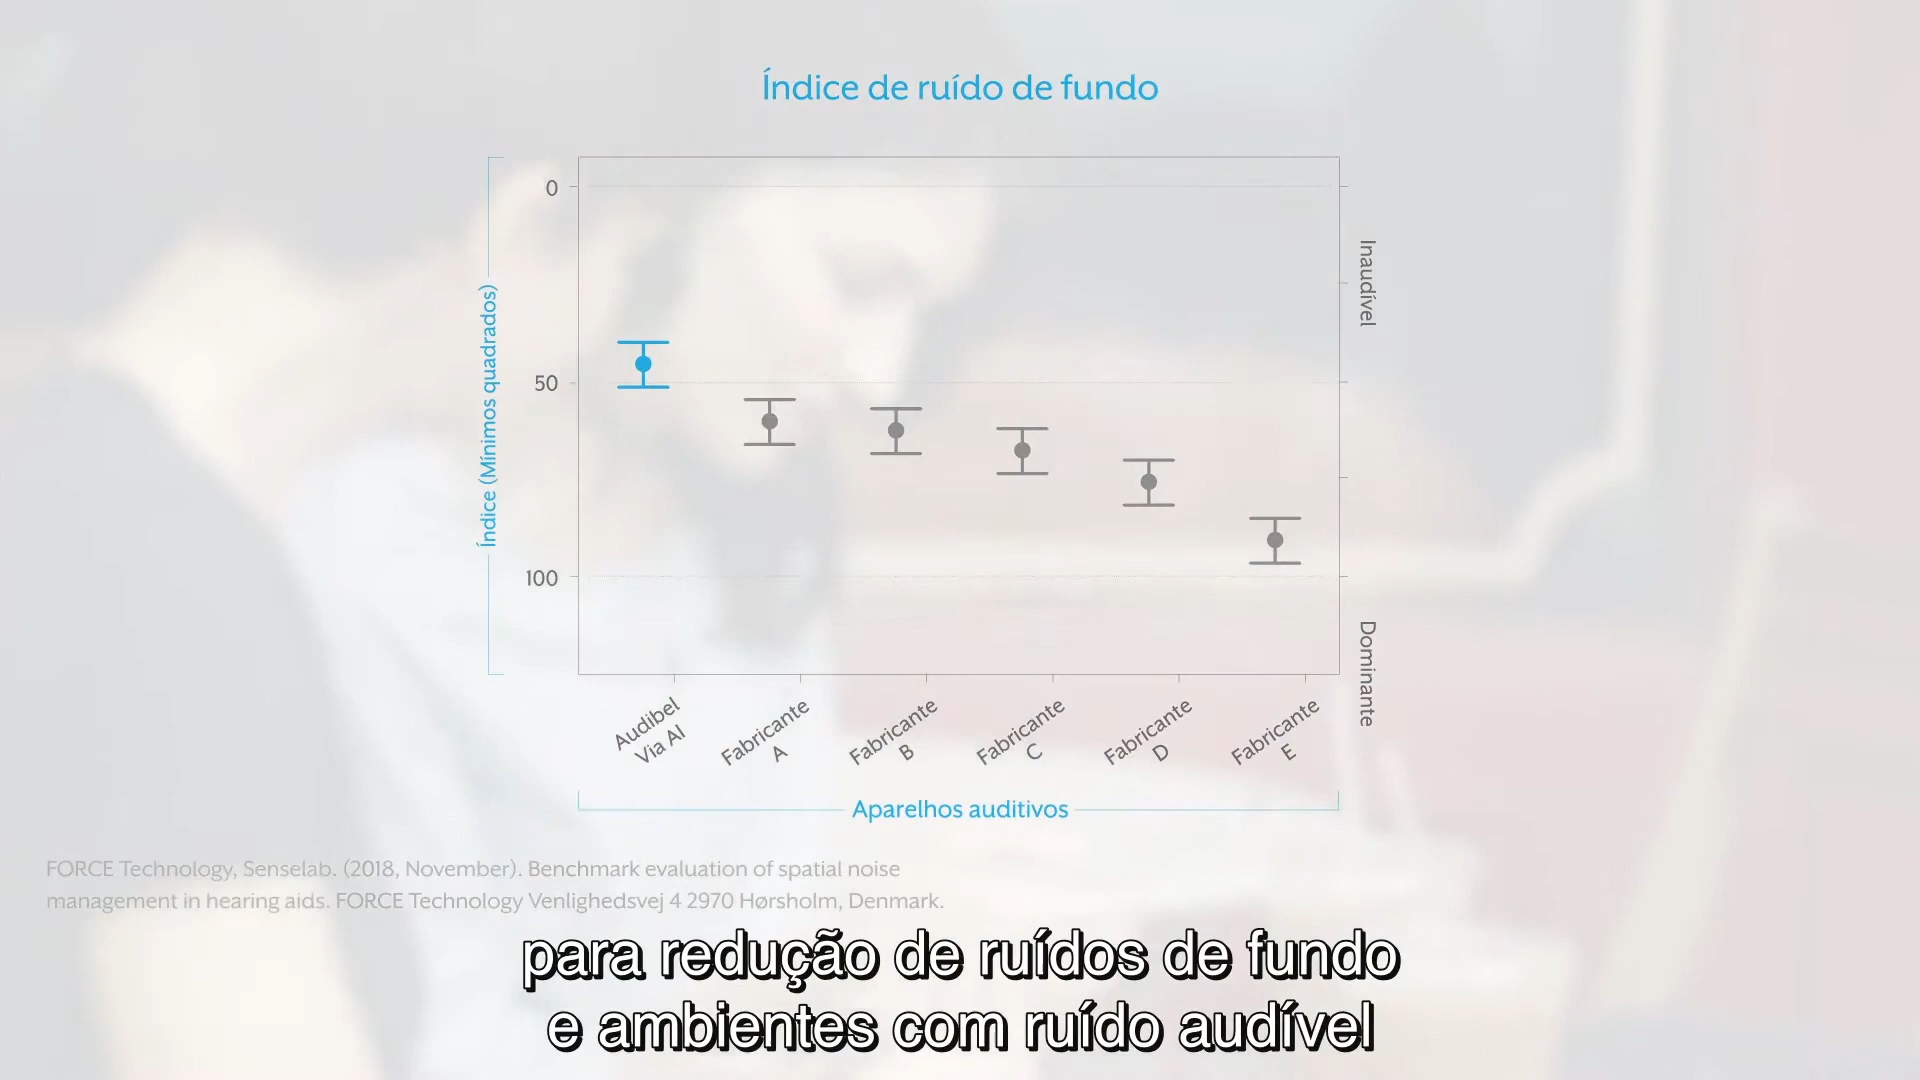 Índice de ruído de fundo
0
50
100
Índice (Mínimos quadrados)
Inaudível
Dominante
Audibel
Via AI
Fabricante
A
Fabricante
B
Fabricante
C
Fabricante
D
Fabricante
E
Aparelhos auditivos
FORCE Technology, Senselab. (2018, November). Benchmark evaluation of spatial noise
management in hearing aids. FORCE Technology Venlighedsvej 4 2970 Hørsholm, Denmark.
para redução de ruídos de fundo
e ambientes com ruído audível